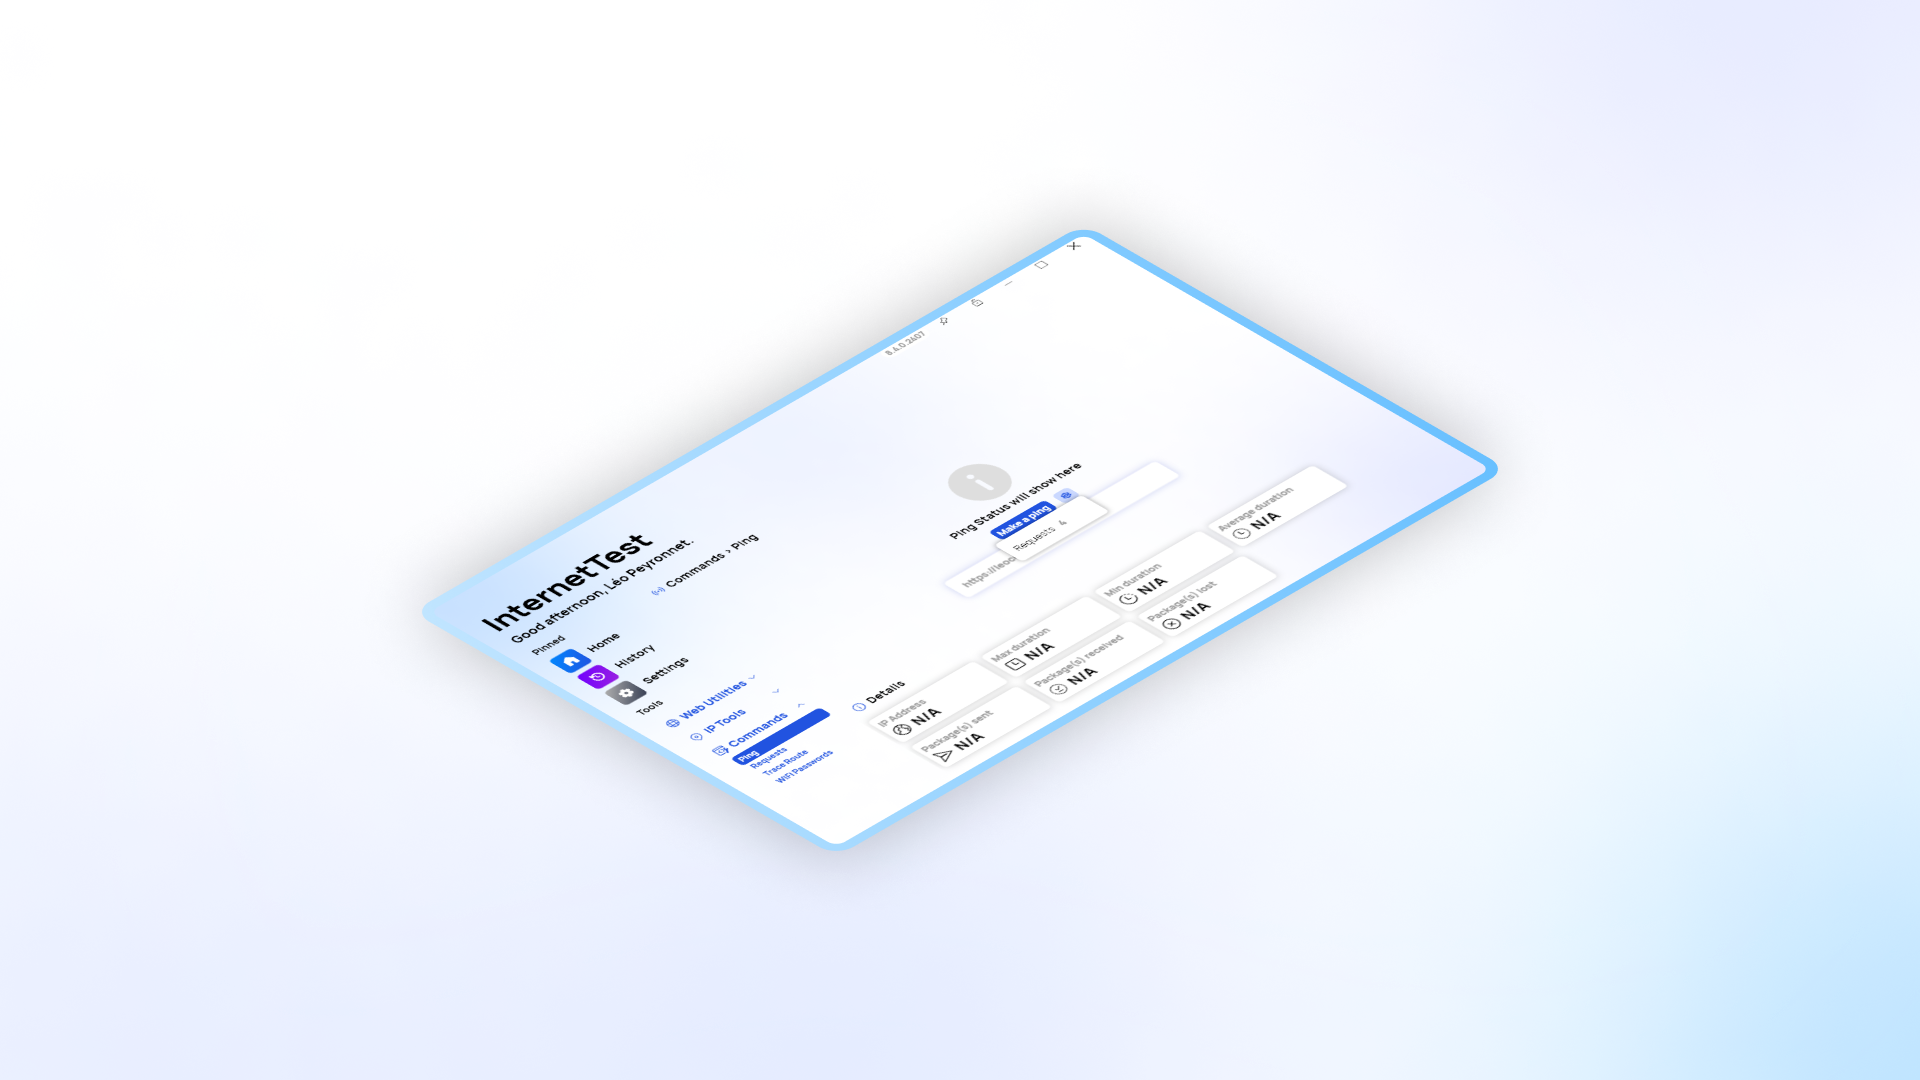 8.4.0.2407
InternetTest
Good afternoon, Léo Peyronnet.
Pinned
Home
History
Settings
Tools
Web Utilities
IP Tools
Commands
Ping
Requests
Trace Route
WiFi Passwords
Commands > Ping
Ping Status will show here
Make a ping
Requests 4
https://leoc
Details
IP Address
N/A
Max duration
N/A
Min duration
N/A
Average duration
N/A
Package(s) sent
N/A
Package(s) received
N/A
Package(s) lost
N/A